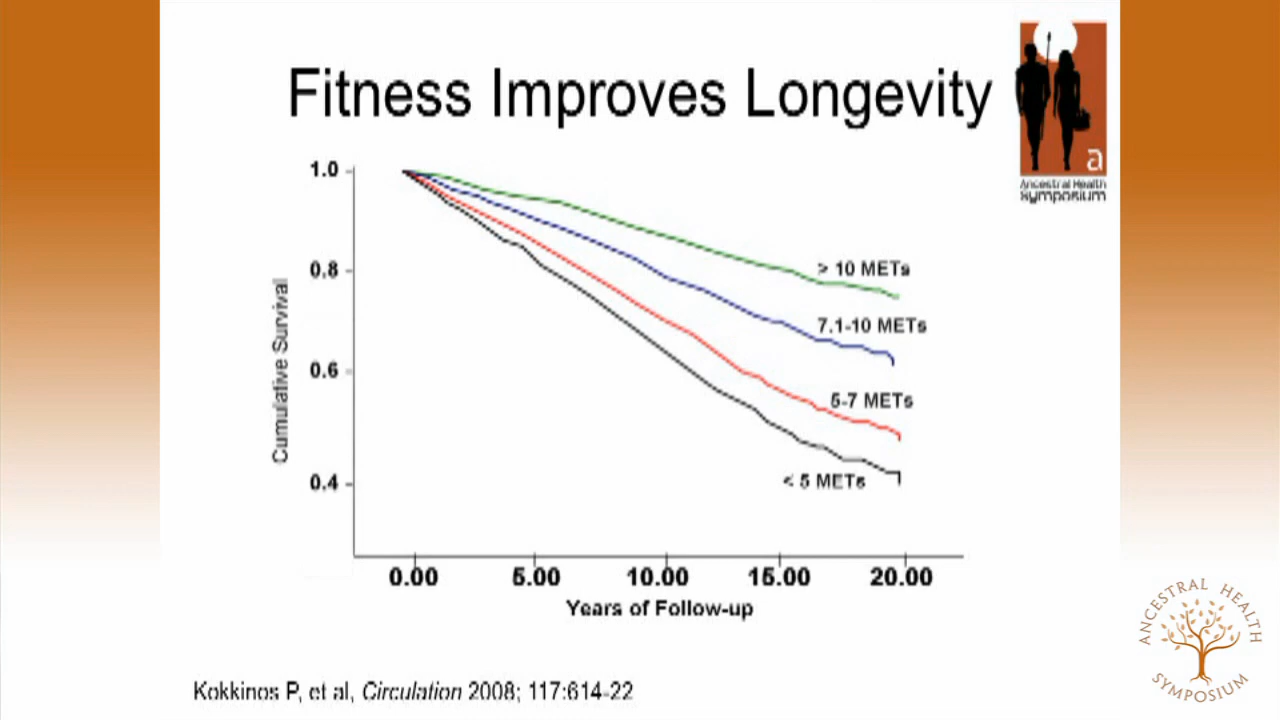 Fitness Improves Longevity
a
Ancestral Health
symposium
1.0
0.8
0.6
0.4
Cumulative Survival
> 10 METs
7.1-10 METs
5-7 METs
< 5 METs
0.00 5.00 10.00 15.00 20.00
Years of Follow-up
Kokkinos P, et al, Circulation 2008; 117:614-22
ANCESTRAL HEALTH
SYMPOSIUM